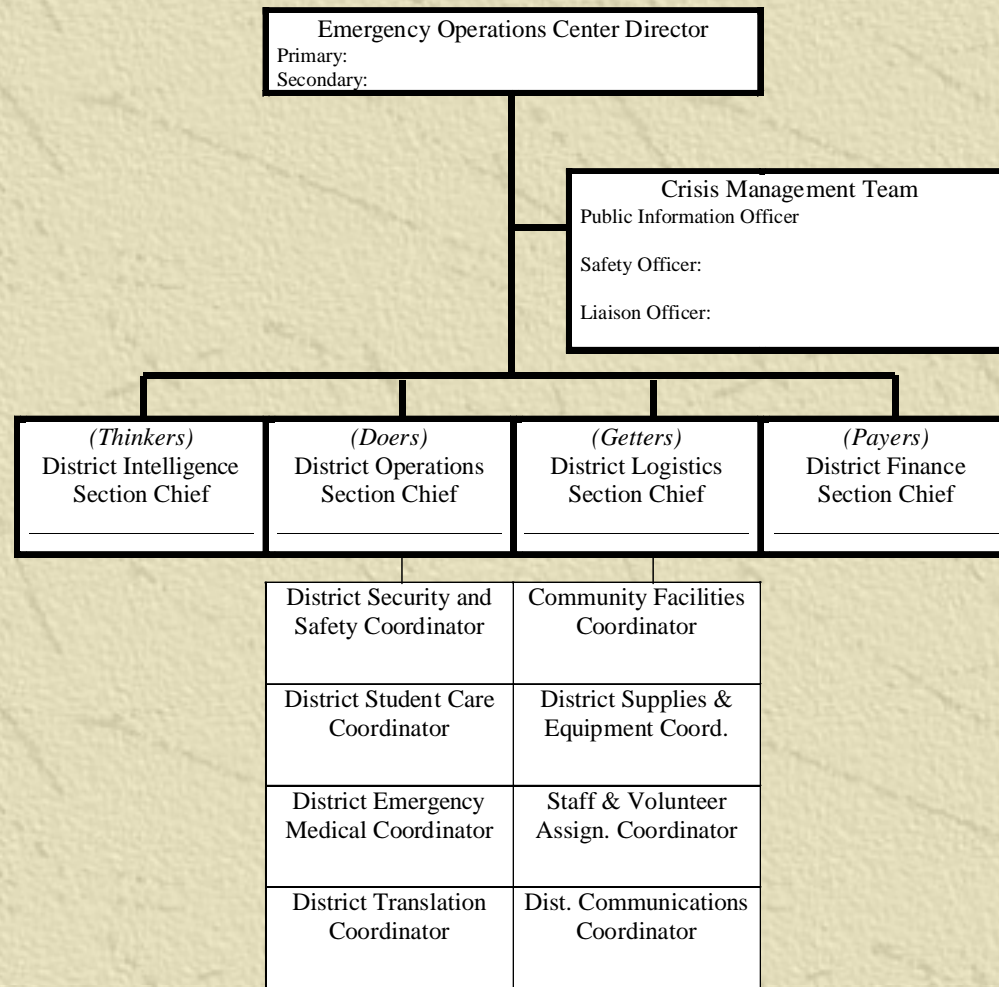 Emergency Operations Center Director
Primary:
Secondary:
Crisis Management Team
Public Information Officer
Safety Officer:
Liaison Officer:
(Thinkers)
District Intelligence
Section Chief
(Doers)
District Operations
Section Chief
(Getters)
District Logistics
Section Chief
(Payers)
District Finance
Section Chief
District Security and
Safety Coordinator
Community Facilities
Coordinator
District Student Care
Coordinator
District Supplies &
Equipment Coord.
District Emergency
Medical Coordinator
Staff & Volunteer
Assign. Coordinator
District Translation
Coordinator
Dist. Communications
Coordinator